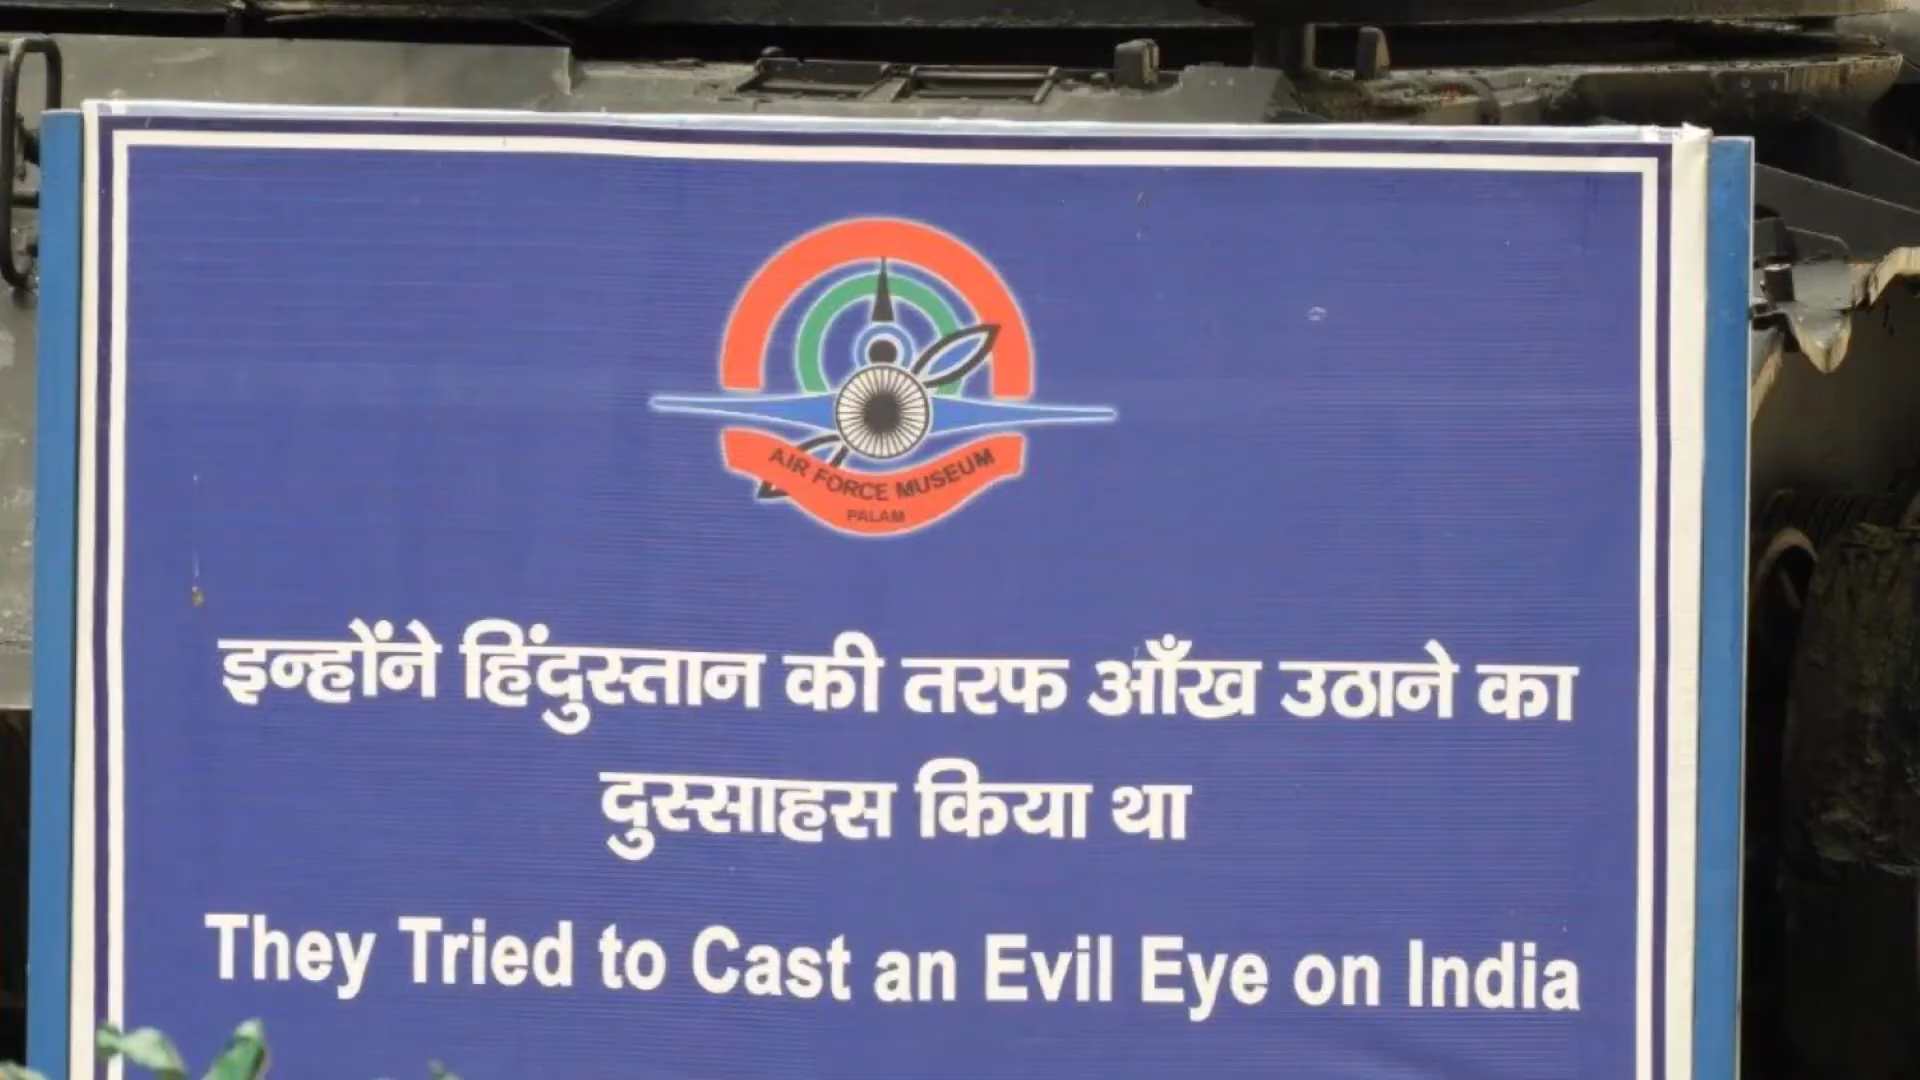 AIR FORCE MUSEUM
PALAM
इन्होंने हिंदुस्तान की तरफ आँख उठाने का
दुस्साहस किया था
They Tried to Cast an Evil Eye on India